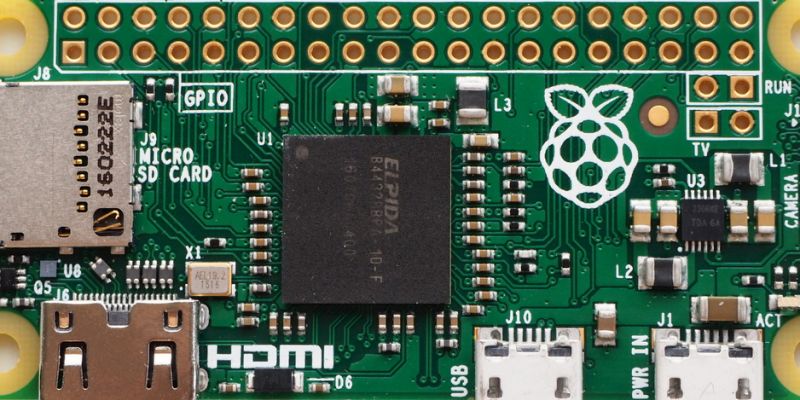 J8
GPIO
RUN
J1
160222E
J9
MICRO
SD CARD
U1
L3
TV
ELPIDA
U3
L1
CAMERA
L2
U8
X1
Q5
J6
HDMI
D6
J10
USB
J1
PWR IN
ACT